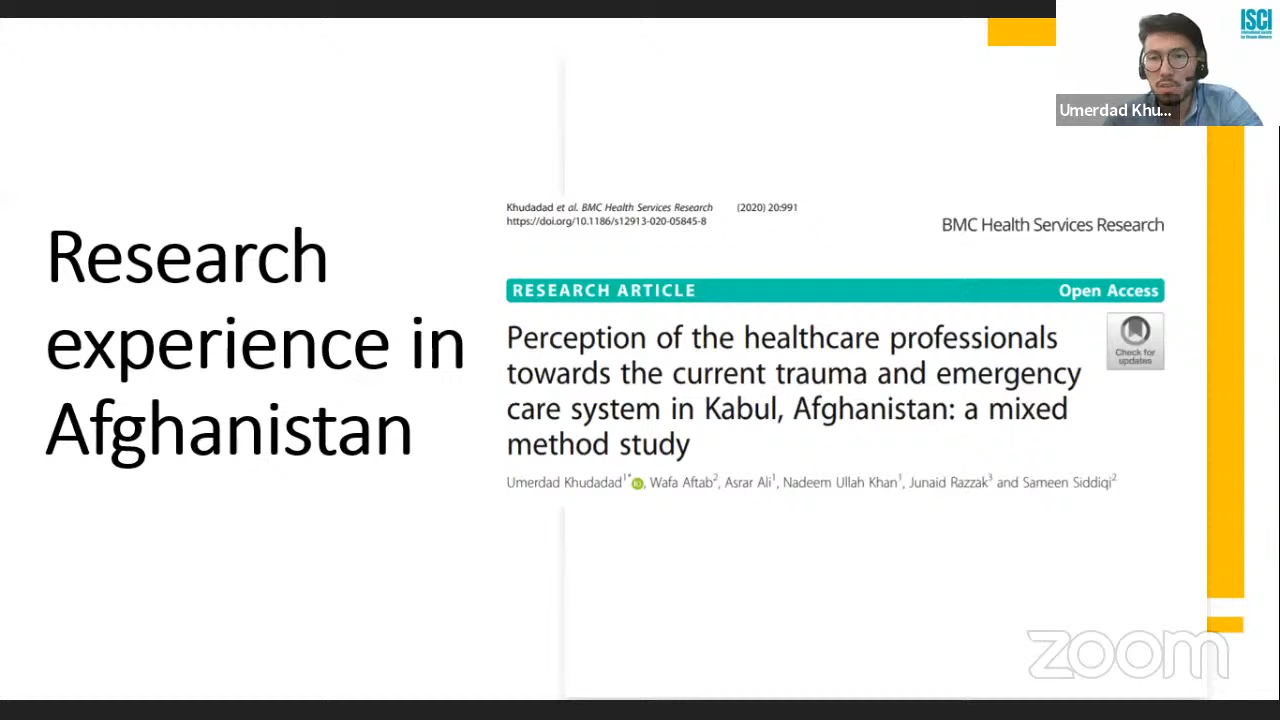 ISCI
Umerdad Khu...
Research
experience in
Afghanistan
Khudadad et al. BMC Health Services Research (2020) 20:991
https://doi.org/10.1186/s12913-020-05845-8
BMC Health Services Research
RESEARCH ARTICLE Open Access
Perception of the healthcare professionals
towards the current trauma and emergency
care system in Kabul, Afghanistan: a mixed
method study
Check for
updates
Umerdad Khudadad1*, Wafa Aftab2, Asrar Ali1, Nadeem Ullah Khan1, Junaid Razzak3 and Sameen Siddiqi2
zoom